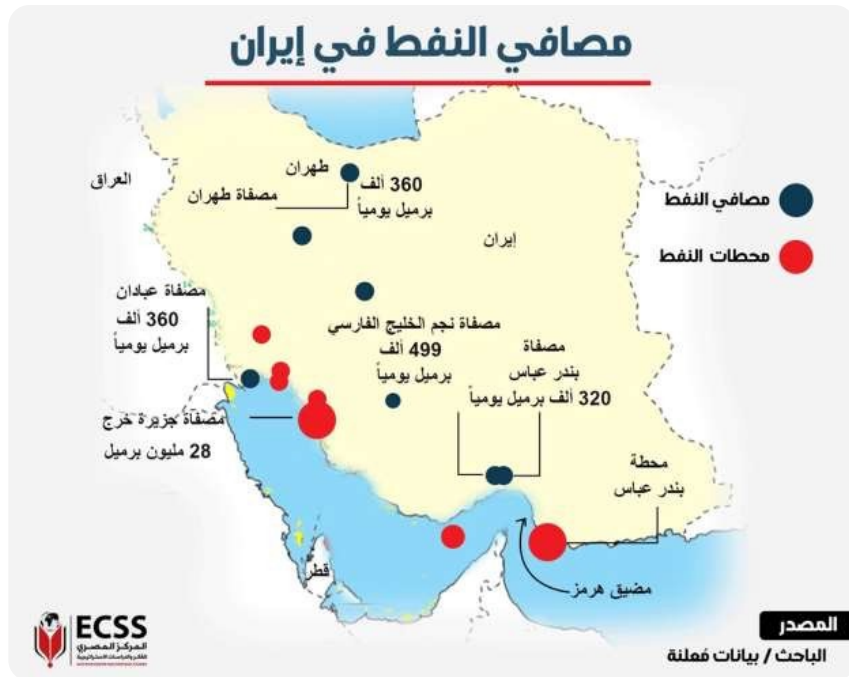 مصافي النفط في إيران
مصافي النفط
محطات النفط
العراق
طهران
360 ألف
برميل يومياً
مصفاة طهران
إيران
مصفاة عبادان
360 ألف
برميل يومياً
مصفاة نجم الخليج الفارسي
499 ألف
برميل يومياً
مصفاة
بندر عباس
320 ألف برميل يومياً
مصفاة جزيرة خرج
28 مليون برميل
محطة
بندر عباس
قطر
مضيق هرمز
المصدر
الباحث / بيانات مُعلنة
ECSS
المركز المصري
للفكر والدراسات الاستراتيجية